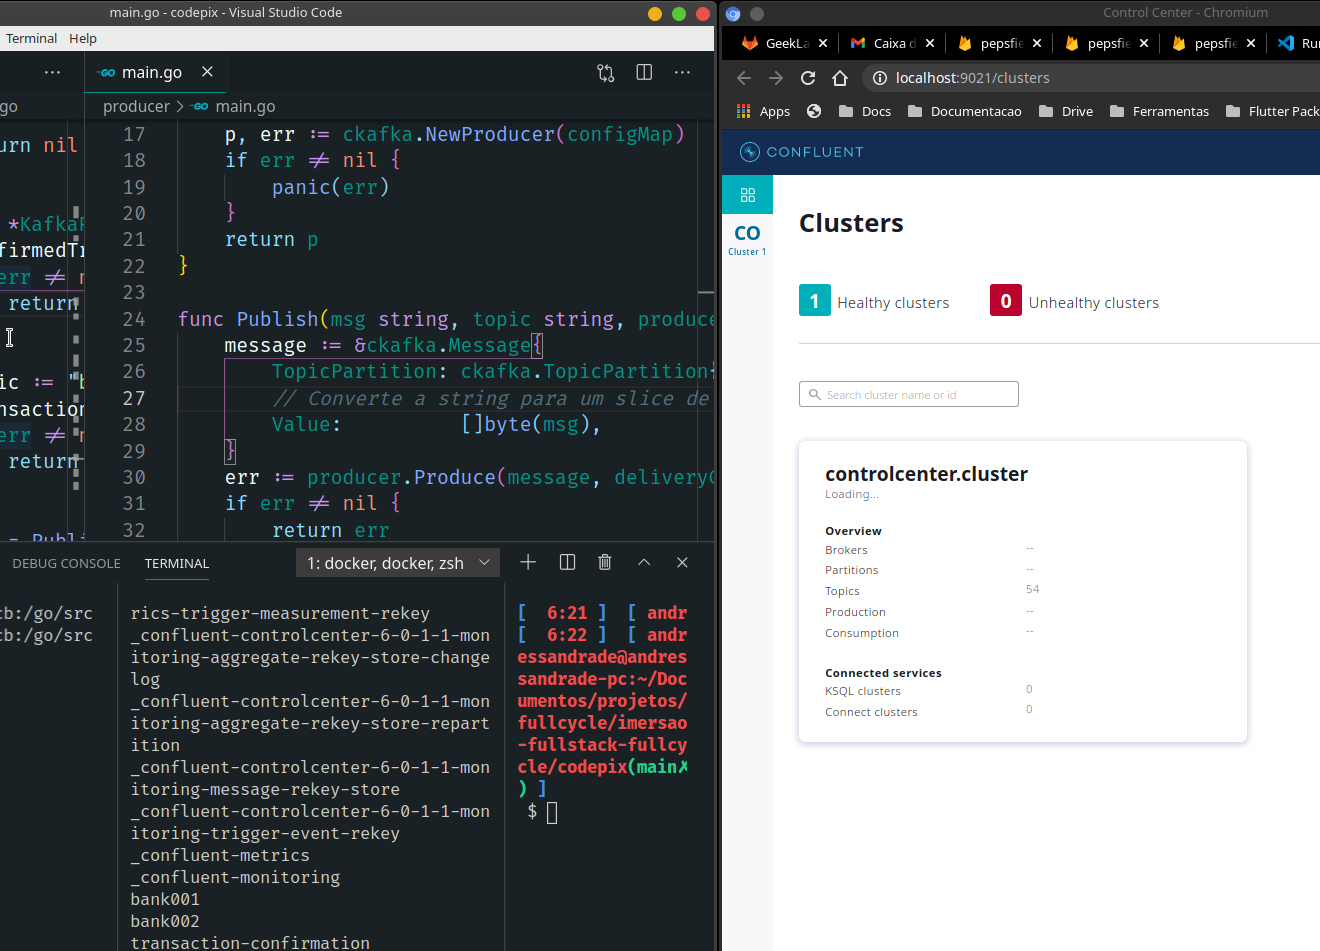 main.go - codepix - Visual Studio Code
Terminal Help
main.go
go
producer > main.go
urn nil
*KafkaP
firmedTr
err ≠
return
ic :=
nsaction
err ≠
return
17 p, err := ckafka.NewProducer(configMap)
18 if err ≠ nil {
19 panic(err)
20 }
21 return p
22 }
23
24 func Publish(msg string, topic string, produce
25 message := &ckafka.Message{
26 TopicPartition: ckafka.TopicPartition{
27 // Converte a string para um slice de
28 Value: []byte(msg),
29 }
30 err := producer.Produce(message, deliveryC
31 if err ≠ nil {
32 return err
DEBUG CONSOLE TERMINAL 1: docker, docker, zsh
cb:/go/src
cb:/go/src
rics-trigger-measurement-rekey
_confluent-controlcenter-6-0-1-1-mon
itoring-aggregate-rekey-store-change
log
_confluent-controlcenter-6-0-1-1-mon
itoring-aggregate-rekey-store-repart
ition
_confluent-controlcenter-6-0-1-1-mon
itoring-message-rekey-store
_confluent-controlcenter-6-0-1-1-mon
itoring-trigger-event-rekey
_confluent-metrics
_confluent-monitoring
bank001
bank002
transaction-confirmation
[ 6:21 ] [ andr
[ 6:22 ] [ andr
essandrade@andres
sandrade-pc:~/Doc
umentos/projetos/
fullcycle/imersao
-fullstack-fullcy
cle/codepix(main✗
) ]
$
Control Center - Chromium
GeekLa Caixa d pepsfie pepsfie pepsfie Run
localhost:9021/clusters
Apps Docs Documentacao Drive Ferramentas Flutter Pack
CONFLUENT
CO
Cluster 1
Clusters
1 Healthy clusters 0 Unhealthy clusters
Search cluster name or id
controlcenter.cluster
Loading...
Overview
Brokers --
Partitions --
Topics 54
Production --
Consumption --
Connected services
KSQL clusters 0
Connect clusters 0